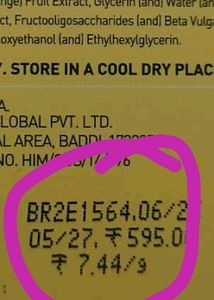 Fruit Extract, Glycerin (and) Water (and)
Fructooligosaccharides (and) Beta Vulga
oxyethanol (and) Ethylhexylglycerin.
. STORE IN A COOL DRY PLAC
A.
LOBAL PVT. LTD.
AL AREA, BADDI,
NO. HIM/
BR2E1564.06/2
05/27. ₹ 595.0
₹ 7.44/g